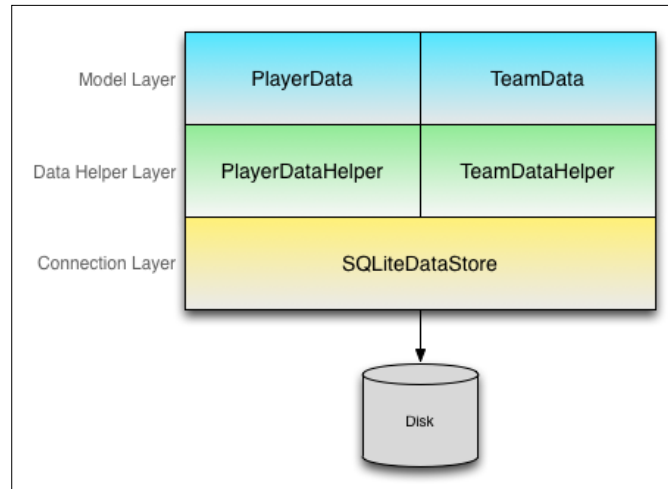 Model Layer PlayerData TeamData
Data Helper Layer PlayerDataHelper TeamDataHelper
Connection Layer SQLiteDataStore
Disk